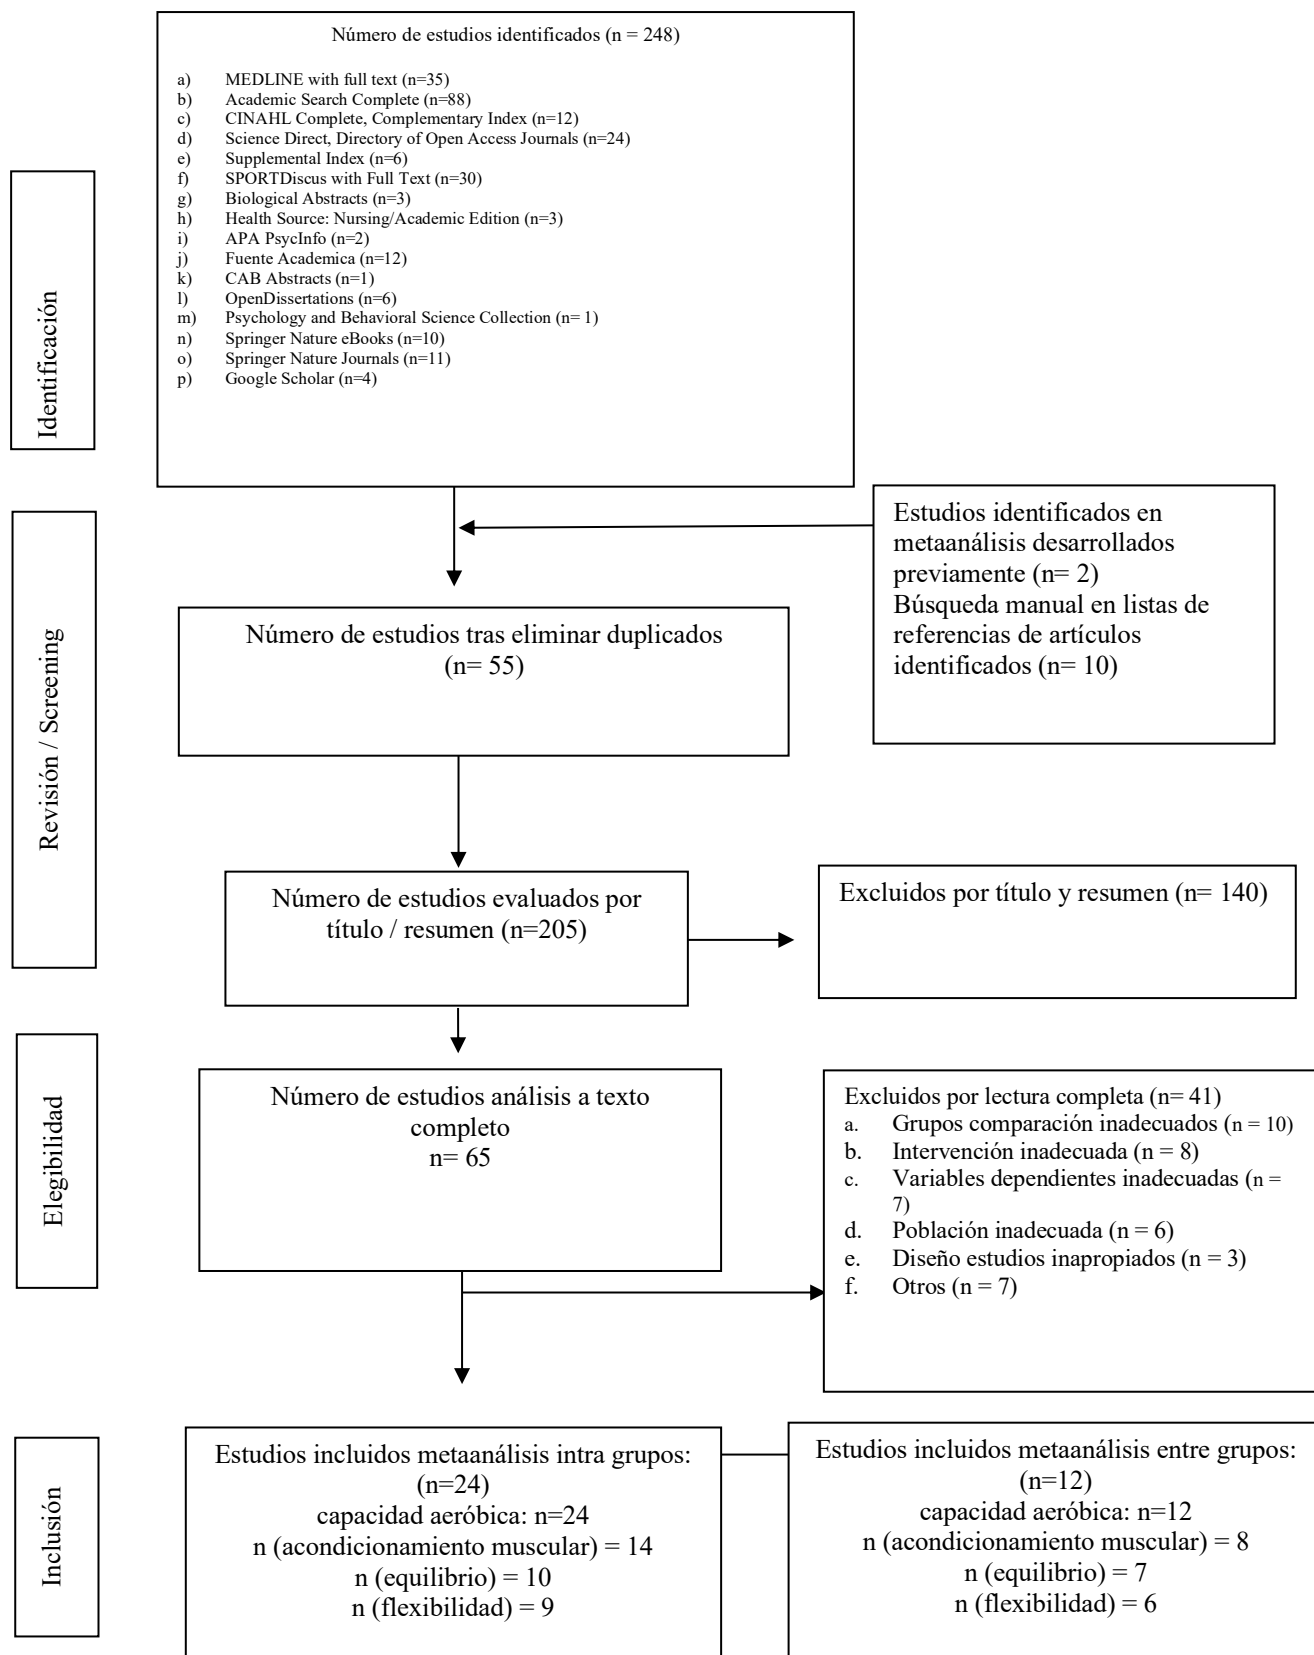 Número de estudios identificados (n = 248)
a) MEDLINE with full text (n=35)
b) Academic Search Complete (n=88)
c) CINAHL Complete, Complementary Index (n=12)
d) Science Direct, Directory of Open Access Journals (n=24)
e) Supplemental Index (n=6)
f) SPORTDiscus with Full Text (n=30)
g) Biological Abstracts (n=3)
h) Health Source: Nursing/Academic Edition (n=3)
i) APA PsycInfo (n=2)
j) Fuente Academica (n=12)
k) CAB Abstracts (n=1)
l) OpenDissertations (n=6)
m) Psychology and Behavioral Science Collection (n= 1)
n) Springer Nature eBooks (n=10)
o) Springer Nature Journals (n=11)
p) Google Scholar (n=4)
Identificación
Estudios identificados en
metaanálisis desarrollados
previamente (n= 2)
Búsqueda manual en listas de
referencias de artículos
identificados (n= 10)
Número de estudios tras eliminar duplicados
(n= 55)
Revisión / Screening
Número de estudios evaluados por
título / resumen (n=205)
Excluidos por título y resumen (n= 140)
Elegibilidad
Número de estudios análisis a texto
completo
n= 65
Excluidos por lectura completa (n= 41)
a. Grupos comparación inadecuados (n = 10)
b. Intervención inadecuada (n = 8)
c. Variables dependientes inadecuadas (n =
7)
d. Población inadecuada (n = 6)
e. Diseño estudios inapropiados (n = 3)
f. Otros (n = 7)
Inclusión
Estudios incluidos metaanálisis intra grupos:
(n=24)
capacidad aeróbica: n=24
n (acondicionamiento muscular) = 14
n (equilibrio) = 10
n (flexibilidad) = 9
Estudios incluidos metaanálisis entre grupos:
(n=12)
capacidad aeróbica: n=12
n (acondicionamiento muscular) = 8
n (equilibrio) = 7
n (flexibilidad) = 6